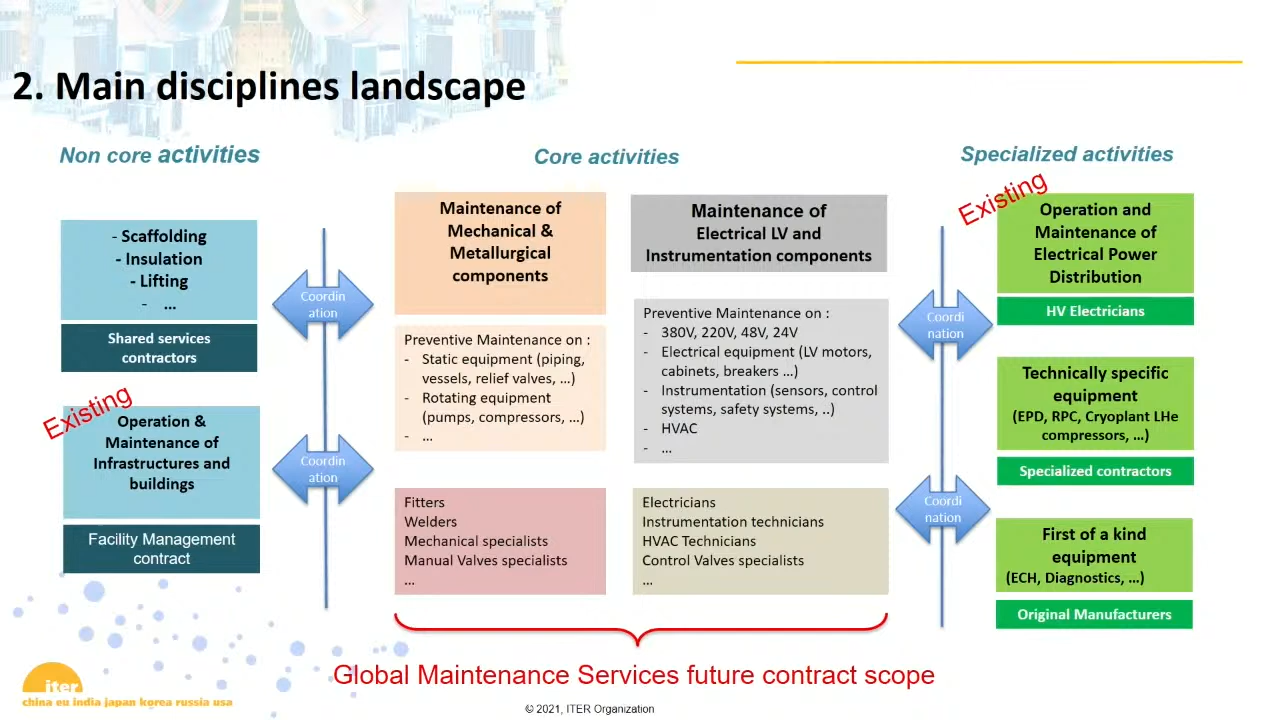 2. Main disciplines landscape
Non core activities
Core activities
Specialized activities
- Scaffolding
- Insulation
- Lifting
- ...
Shared services
contractors
Existing
Operation &
Maintenance of
Infrastructures and
buildings
Facility Management
contract
Coordin
ation
Coordin
ation
Maintenance of
Mechanical &
Metallurgical
components
Preventive Maintenance on :
- Static equipment (piping,
vessels, relief valves, ...)
- Rotating equipment
(pumps, compressors, ...)
- ...
Fitters
Welders
Mechanical specialists
Manual Valves specialists
...
Maintenance of
Electrical LV and
Instrumentation components
Preventive Maintenance on :
- 380V, 220V, 48V, 24V
- Electrical equipment (LV motors,
cabinets, breakers ...)
- Instrumentation (sensors, control
systems, safety systems, ..)
- HVAC
- ...
Electricians
Instrumentation technicians
HVAC Technicians
Control Valves specialists
...
Coordi
nation
Coordi
nation
Existing
Operation and
Maintenance of
Electrical Power
Distribution
HV Electricians
Technically specific
equipment
(EPD, RPC, Cryoplant LHe
compressors, ...)
Specialized contractors
First of a kind
equipment
(ECH, Diagnostics, ...)
Original Manufacturers
Global Maintenance Services future contract scope
iter
china eu india japan korea russia usa
© 2021, ITER Organization